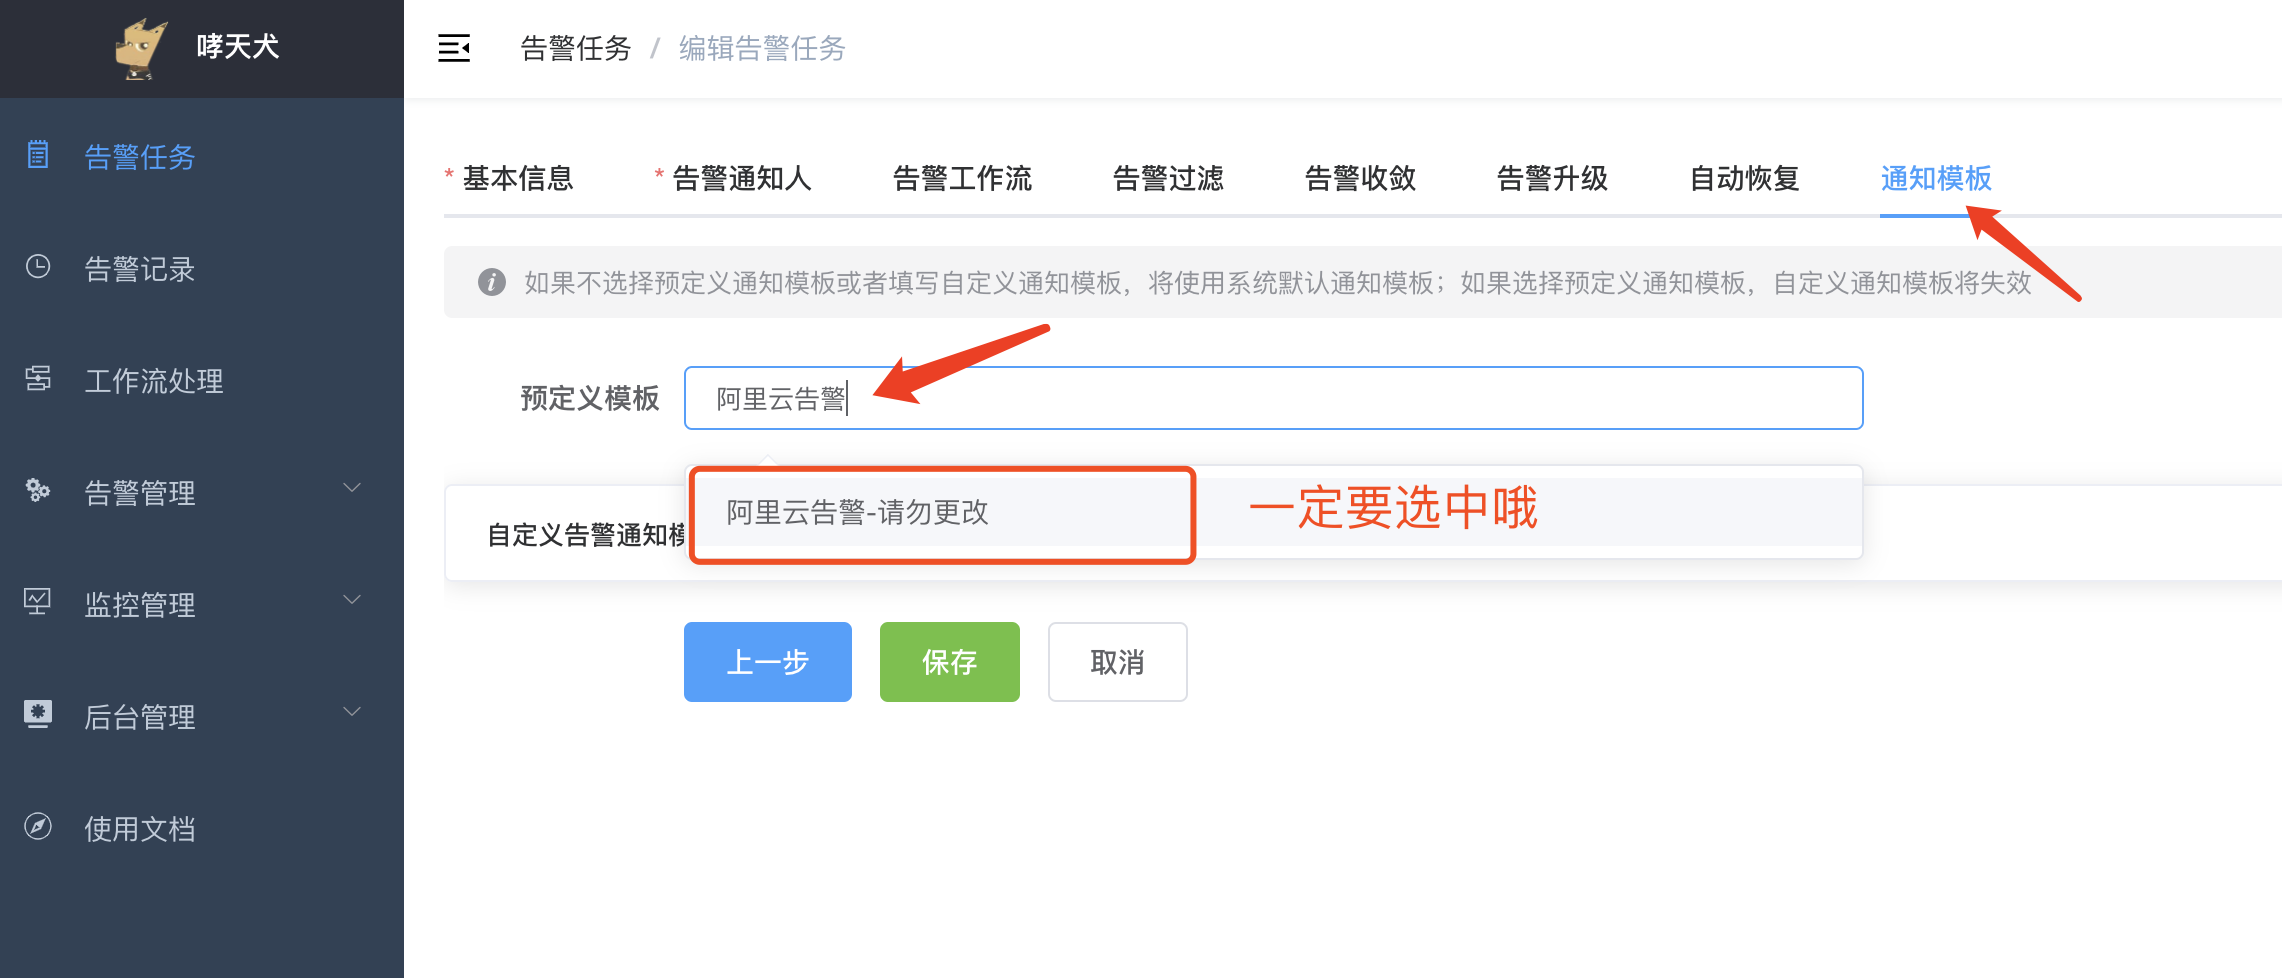 哮天犬
告警任务 / 编辑告警任务
告警任务
告警记录
工作流处理
告警管理
监控管理
后台管理
使用文档
* 基本信息 * 告警通知人 告警工作流 告警过滤 告警收敛 告警升级 自动恢复 通知模板
如果不选择预定义通知模板或者填写自定义通知模板，将使用系统默认通知模板；如果选择预定义通知模板，自定义通知模板将失效
预定义模板 阿里云告警
阿里云告警-请勿更改 一定要选中哦
自定义告警通知模
上一步 保存 取消